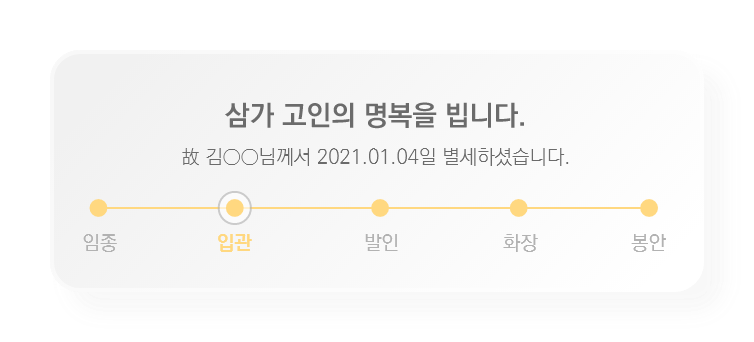 삼가 고인의 명복을 빕니다.
故 김○○님께서 2021.01.04일 별세하셨습니다.
임종 입관 발인 화장 봉안